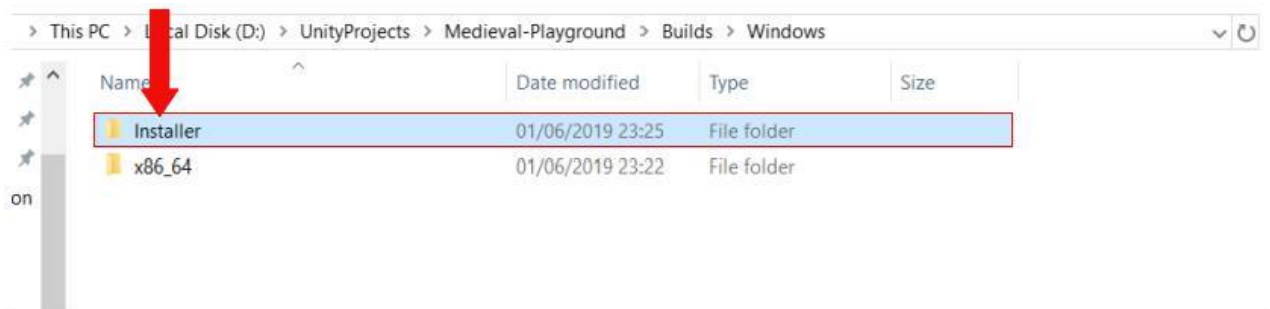 > This PC > Local Disk (D:) > UnityProjects > Medieval-Playground > Builds > Windows
Name Date modified Type Size
Installer 01/06/2019 23:25 File folder
x86_64 01/06/2019 23:22 File folder
on